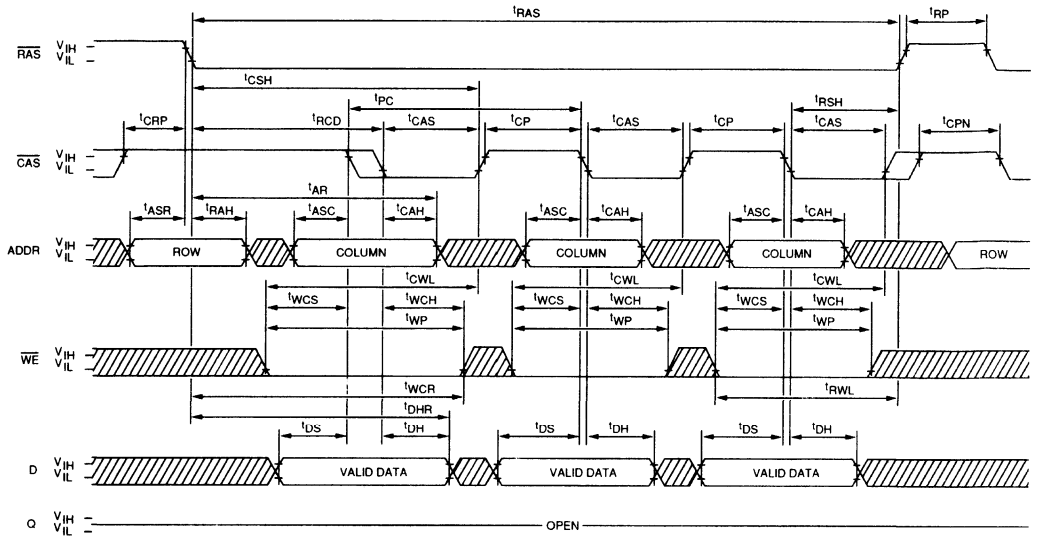 tRAS
tRP
RAS VIH
VIL
tCSH
tPC
tRSH
tCRP tRCD tCAS tCP tCAS tCP tCAS tCPN
CAS VIH
VIL
tAR
tASR tRAH tASC tCAH tASC tCAH tASC tCAH
ADDR VIH
VIL
ROW COLUMN COLUMN COLUMN ROW
tCWL tCWL tCWL
tWCS tWCH tWCS tWCH tWCS tWCH
tWP tWP tWP
WE VIH
VIL
tWCR tRWL
tDHR
tDS tDH tDS tDH tDS tDH
D VIH
VIL
VALID DATA VALID DATA VALID DATA
Q VIH
VIL
OPEN